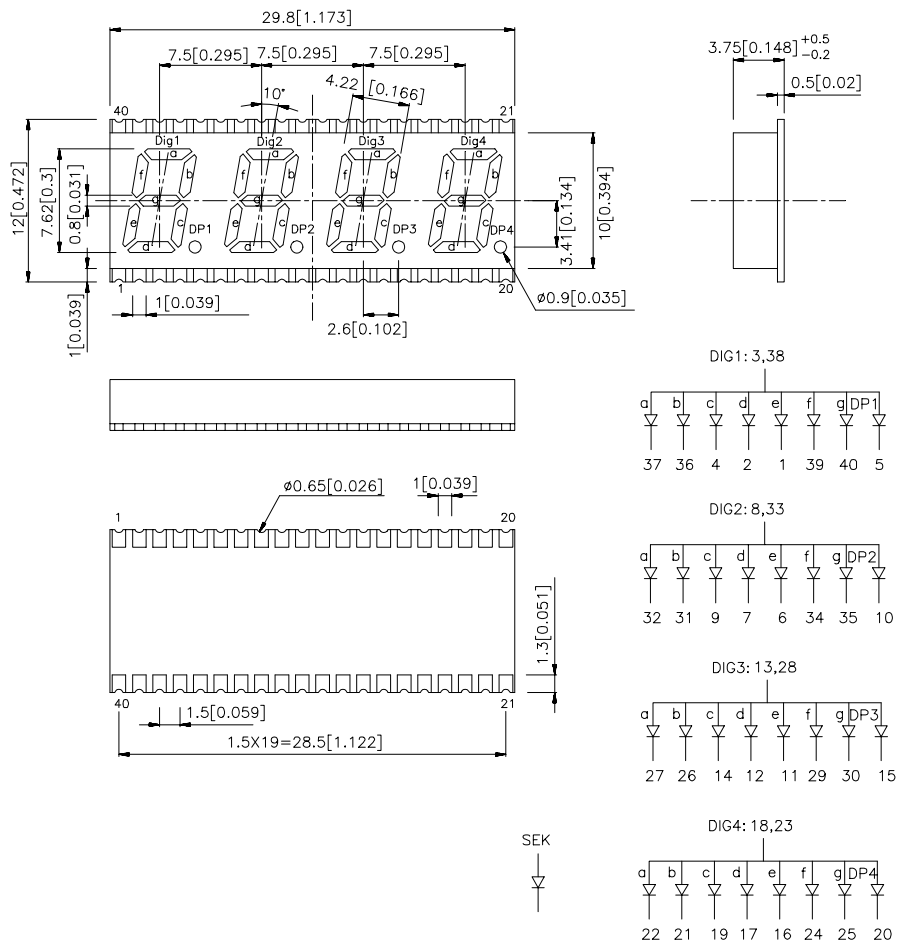 29.8[1.173]
7.5[0.295] 7.5[0.295] 7.5[0.295]
3.75[0.148] +0.5 -0.2
0.5[0.02]
10° 4.22 [0.166]
40 21
Dig1 Dig2 Dig3 Dig4
a a a a
f b f b f b f b
g g g g
e c e c e c e c
d d d d
DP1 DP2 DP3 DP4
12[0.472]
7.62[0.3]
0.8[0.031]
3.41[0.134]
10[0.394]
1 20
1[0.039]
1[0.039]
2.6[0.102]
ø0.9[0.035]
ø0.65[0.026]
1[0.039]
1 20
1.3[0.051]
40 21
1.5[0.059]
1.5X19=28.5[1.122]
DIG1: 3,38
a b c d e f g DP1
37 36 4 2 1 39 40 5
DIG2: 8,33
a b c d e f g DP2
32 31 9 7 6 34 35 10
DIG3: 13,28
a b c d e f g DP3
27 26 14 12 11 29 30 15
SEK
DIG4: 18,23
a b c d e f g DP4
22 21 19 17 16 24 25 20